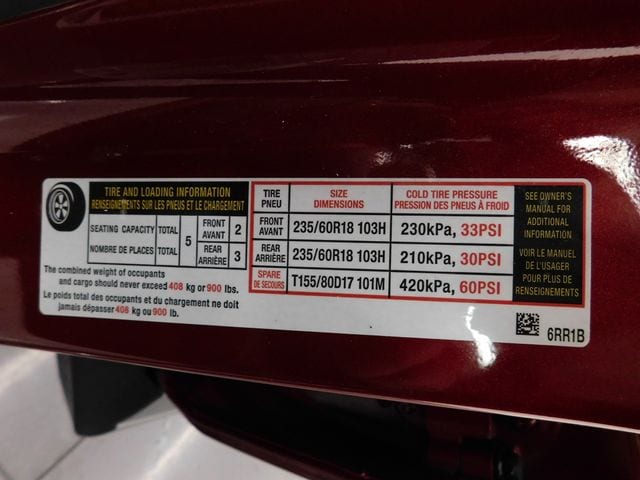 TIRE AND LOADING INFORMATION
RENSEIGNEMENTS SUR LES PNEUS ET LE CHARGEMENT
SEATING CAPACITY TOTAL 5 FRONT AVANT 2
NOMBRE DE PLACES TOTAL REAR ARRIÈRE 3
The combined weight of occupants
and cargo should never exceed 408 kg or 900 lbs.
Le poids total des occupants et du chargement ne doit
jamais dépasser 408 kg ou 900 lb.
TIRE PNEU SIZE DIMENSIONS COLD TIRE PRESSURE PRESSION DES PNEUS À FROID
FRONT AVANT 235/60R18 103H 230kPa, 33PSI
REAR ARRIÈRE 235/60R18 103H 210kPa, 30PSI
SPARE DE SECOURS T155/80D17 101M 420kPa, 60PSI
SEE OWNER'S
MANUAL FOR
ADDITIONAL
INFORMATION
VOIR LE MANUEL
DE L'USAGER
POUR PLUS DE
RENSEIGNEMENTS
6RR1B